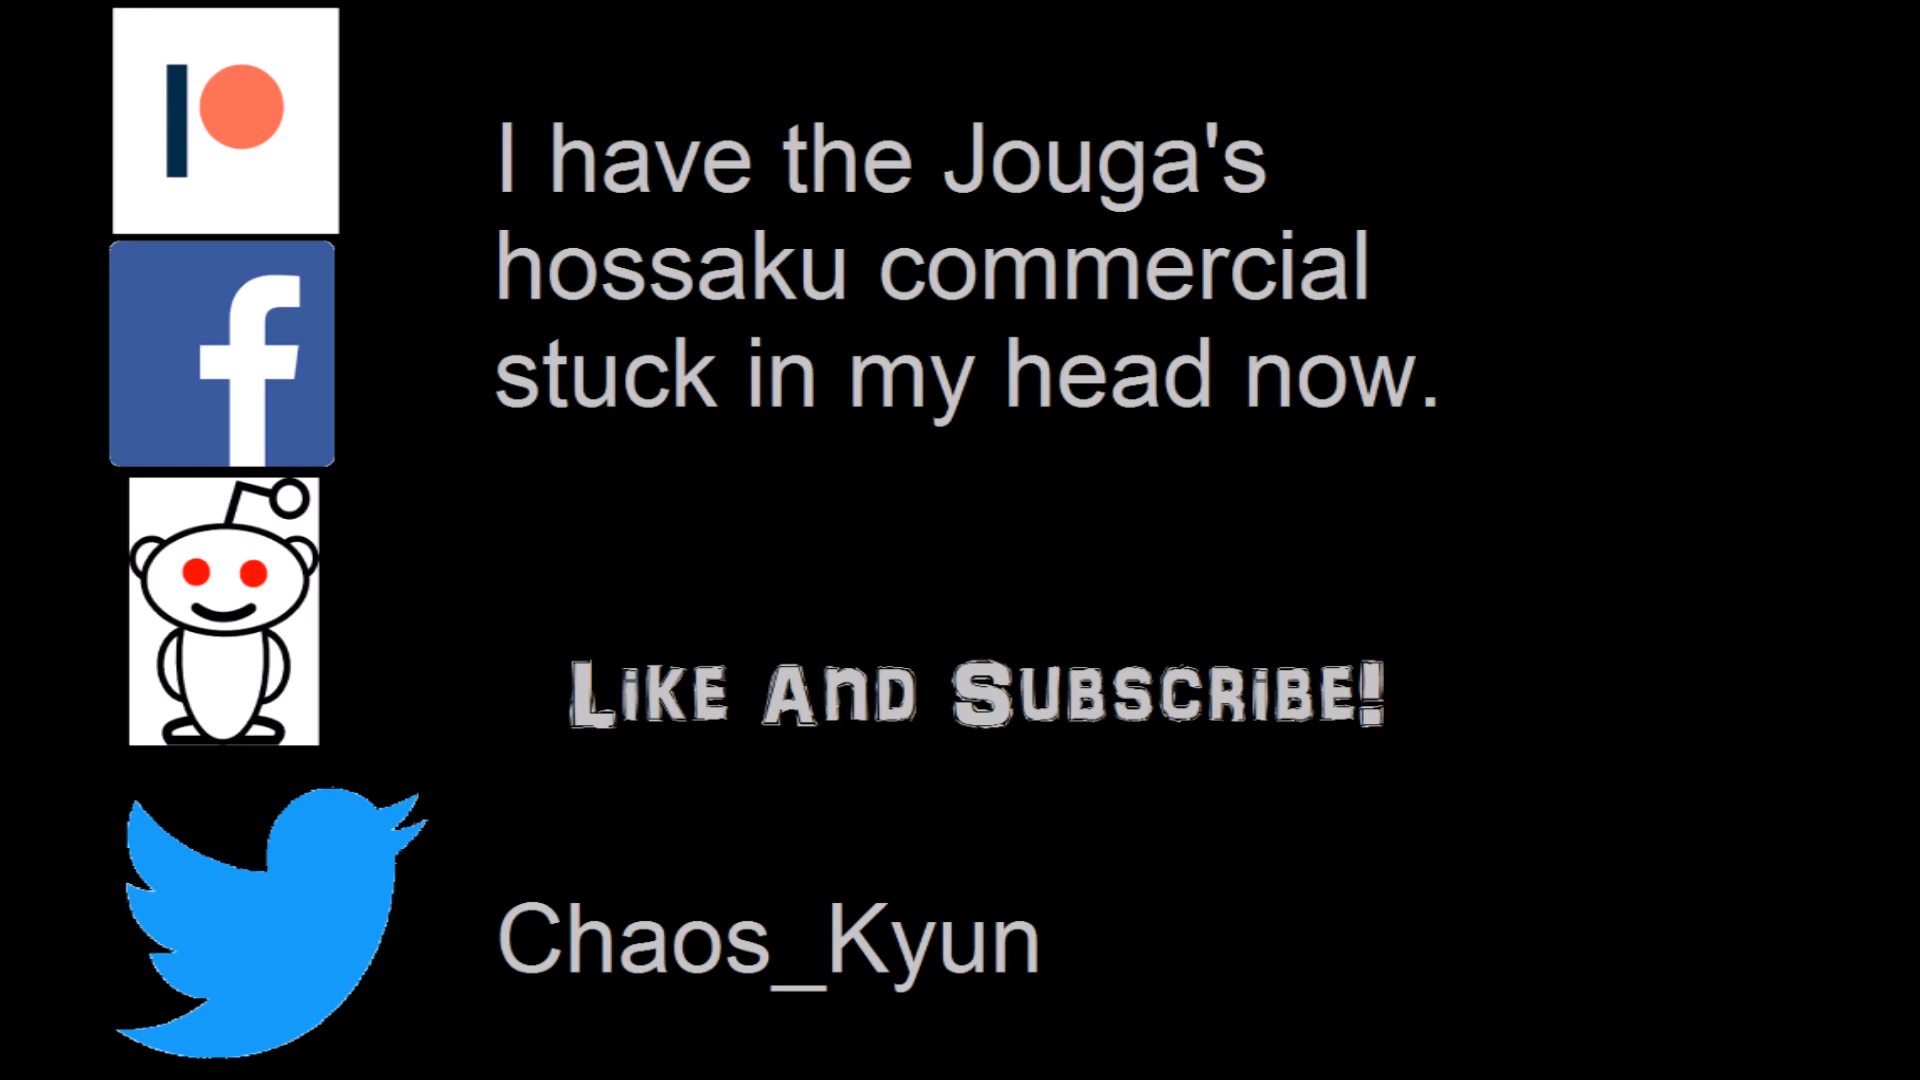 I have the Jouga's
hossaku commercial
stuck in my head now.
Like And Subscribe!
Chaos_Kyun